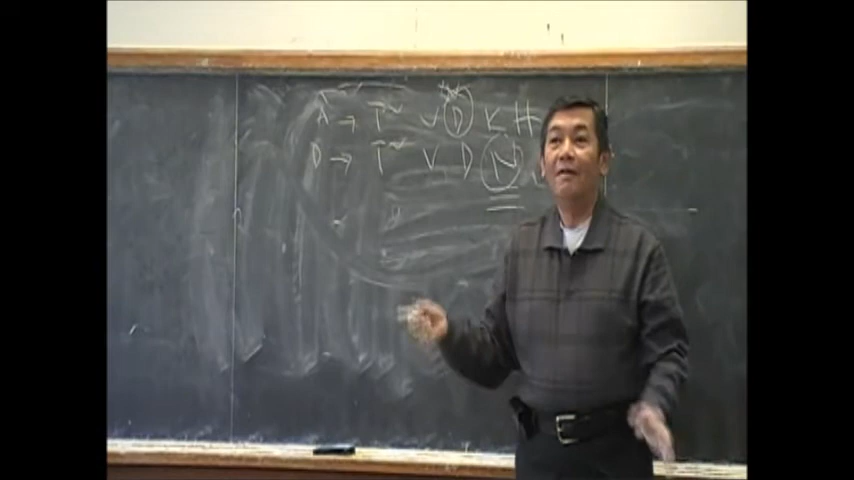 A → T~ V D K H
D → T~ V D N